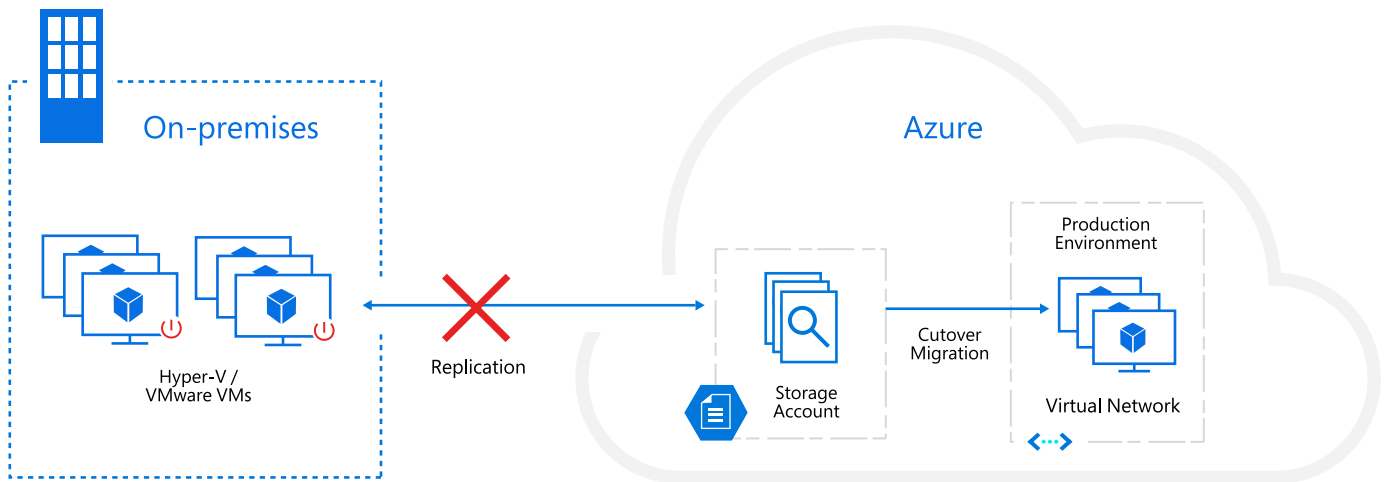 On-premises
Azure
Production
Environment
Hyper-V /
VMware VMs
Replication
Storage
Account
Cutover
Migration
Virtual Network